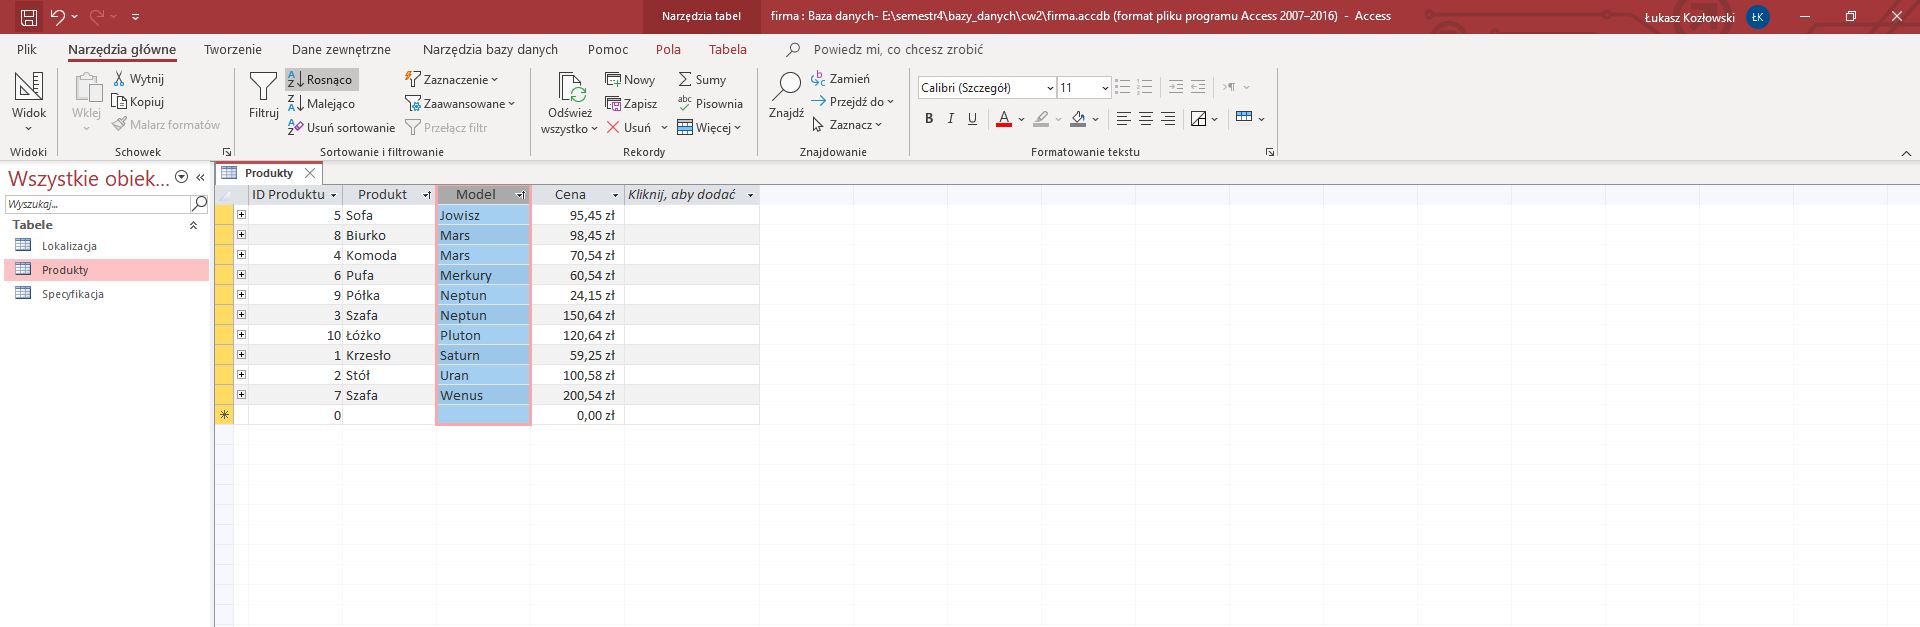 Narzędzia tabel firma : Baza danych- E:\semestr4\bazy_danych\cw2\firma.accdb (format pliku programu Access 2007–2016) - Access Łukasz Kozłowski ŁK
Plik Narzędzia główne Tworzenie Dane zewnętrzne Narzędzia bazy danych Pomoc Pola Tabela Powiedz mi, co chcesz zrobić
Widok
Widoki
Wklej
Wytnij
Kopiuj
Malarz formatów
Schowek
Filtruj
Rosnąco
Malejąco
Usuń sortowanie
Zaznaczenie
Zaawansowane
Przełącz filtr
Sortowanie i filtrowanie
Odśwież
wszystko
Nowy
Zapisz
Usuń
Sumy
Pisownia
Więcej
Rekordy
Znajdź
Zamień
Przejdź do
Zaznacz
Znajdowanie
Calibri (Szczegół) 11
B I U
Formatowanie tekstu
Wszystkie obiek...
Wyszukaj...
Tabele
Lokalizacja
Produkty
Specyfikacja
Produkty
ID Produktu Produkt Model Cena Kliknij, aby dodać
5 Sofa Jowisz 95,45 zł
8 Biurko Mars 98,45 zł
4 Komoda Mars 70,54 zł
6 Pufa Merkury 60,54 zł
9 Półka Neptun 24,15 zł
3 Szafa Neptun 150,64 zł
10 Łóżko Pluton 120,64 zł
1 Krzesło Saturn 59,25 zł
2 Stół Uran 100,58 zł
7 Szafa Wenus 200,54 zł
0 0,00 zł